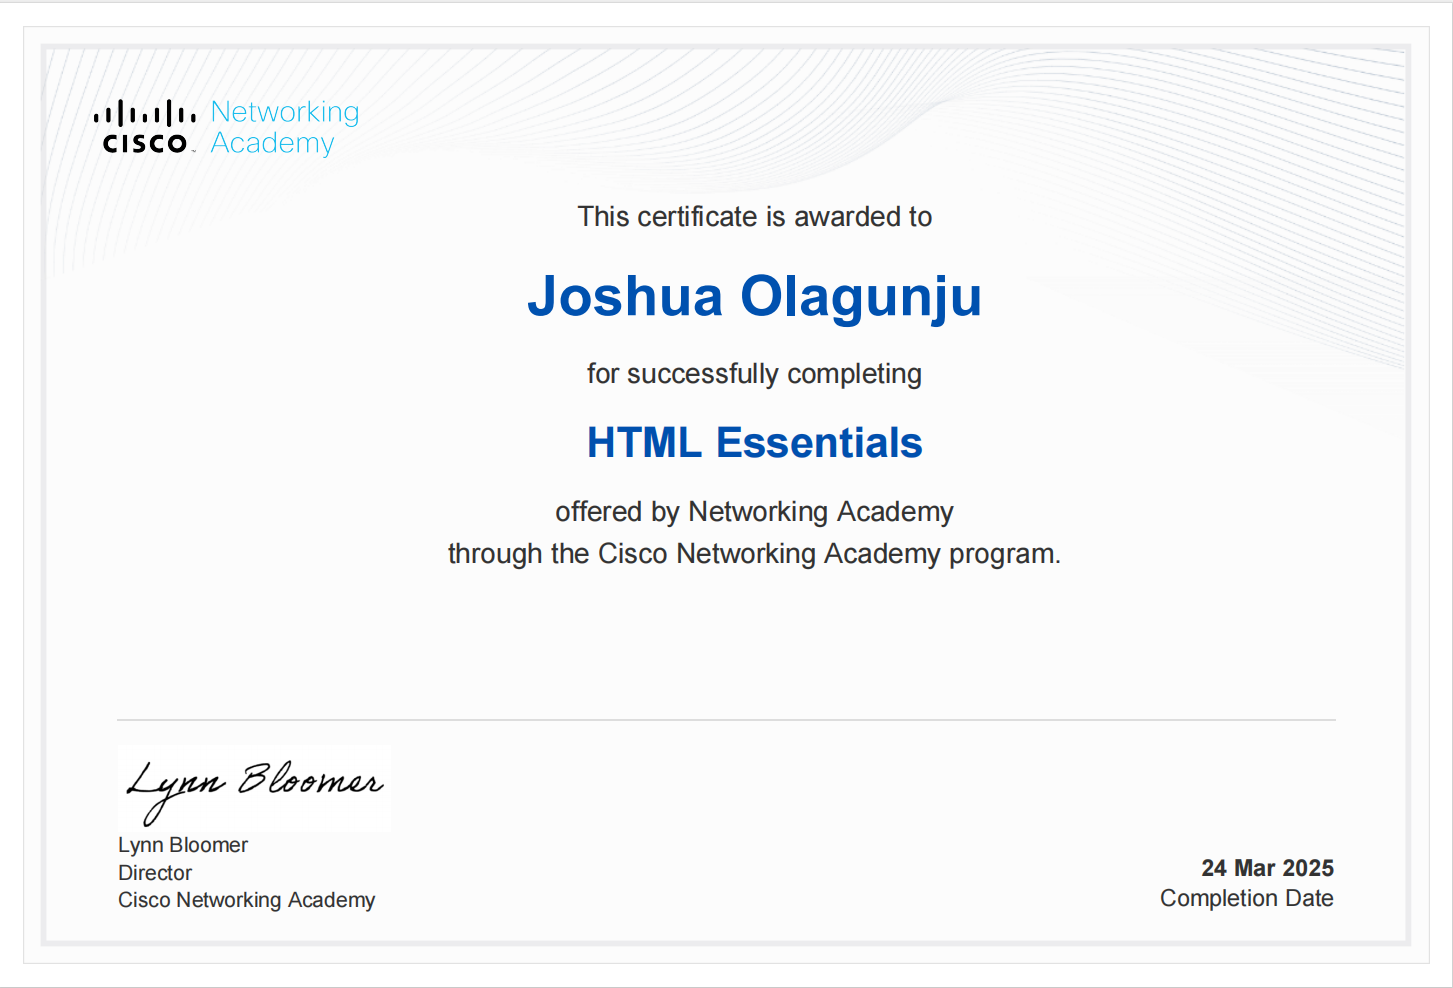 CISCO
Networking
Academy
This certificate is awarded to
Joshua Olagunju
for successfully completing
HTML Essentials
offered by Networking Academy
through the Cisco Networking Academy program.
Lynn Bloomer
Lynn Bloomer
Director
Cisco Networking Academy
24 Mar 2025
Completion Date